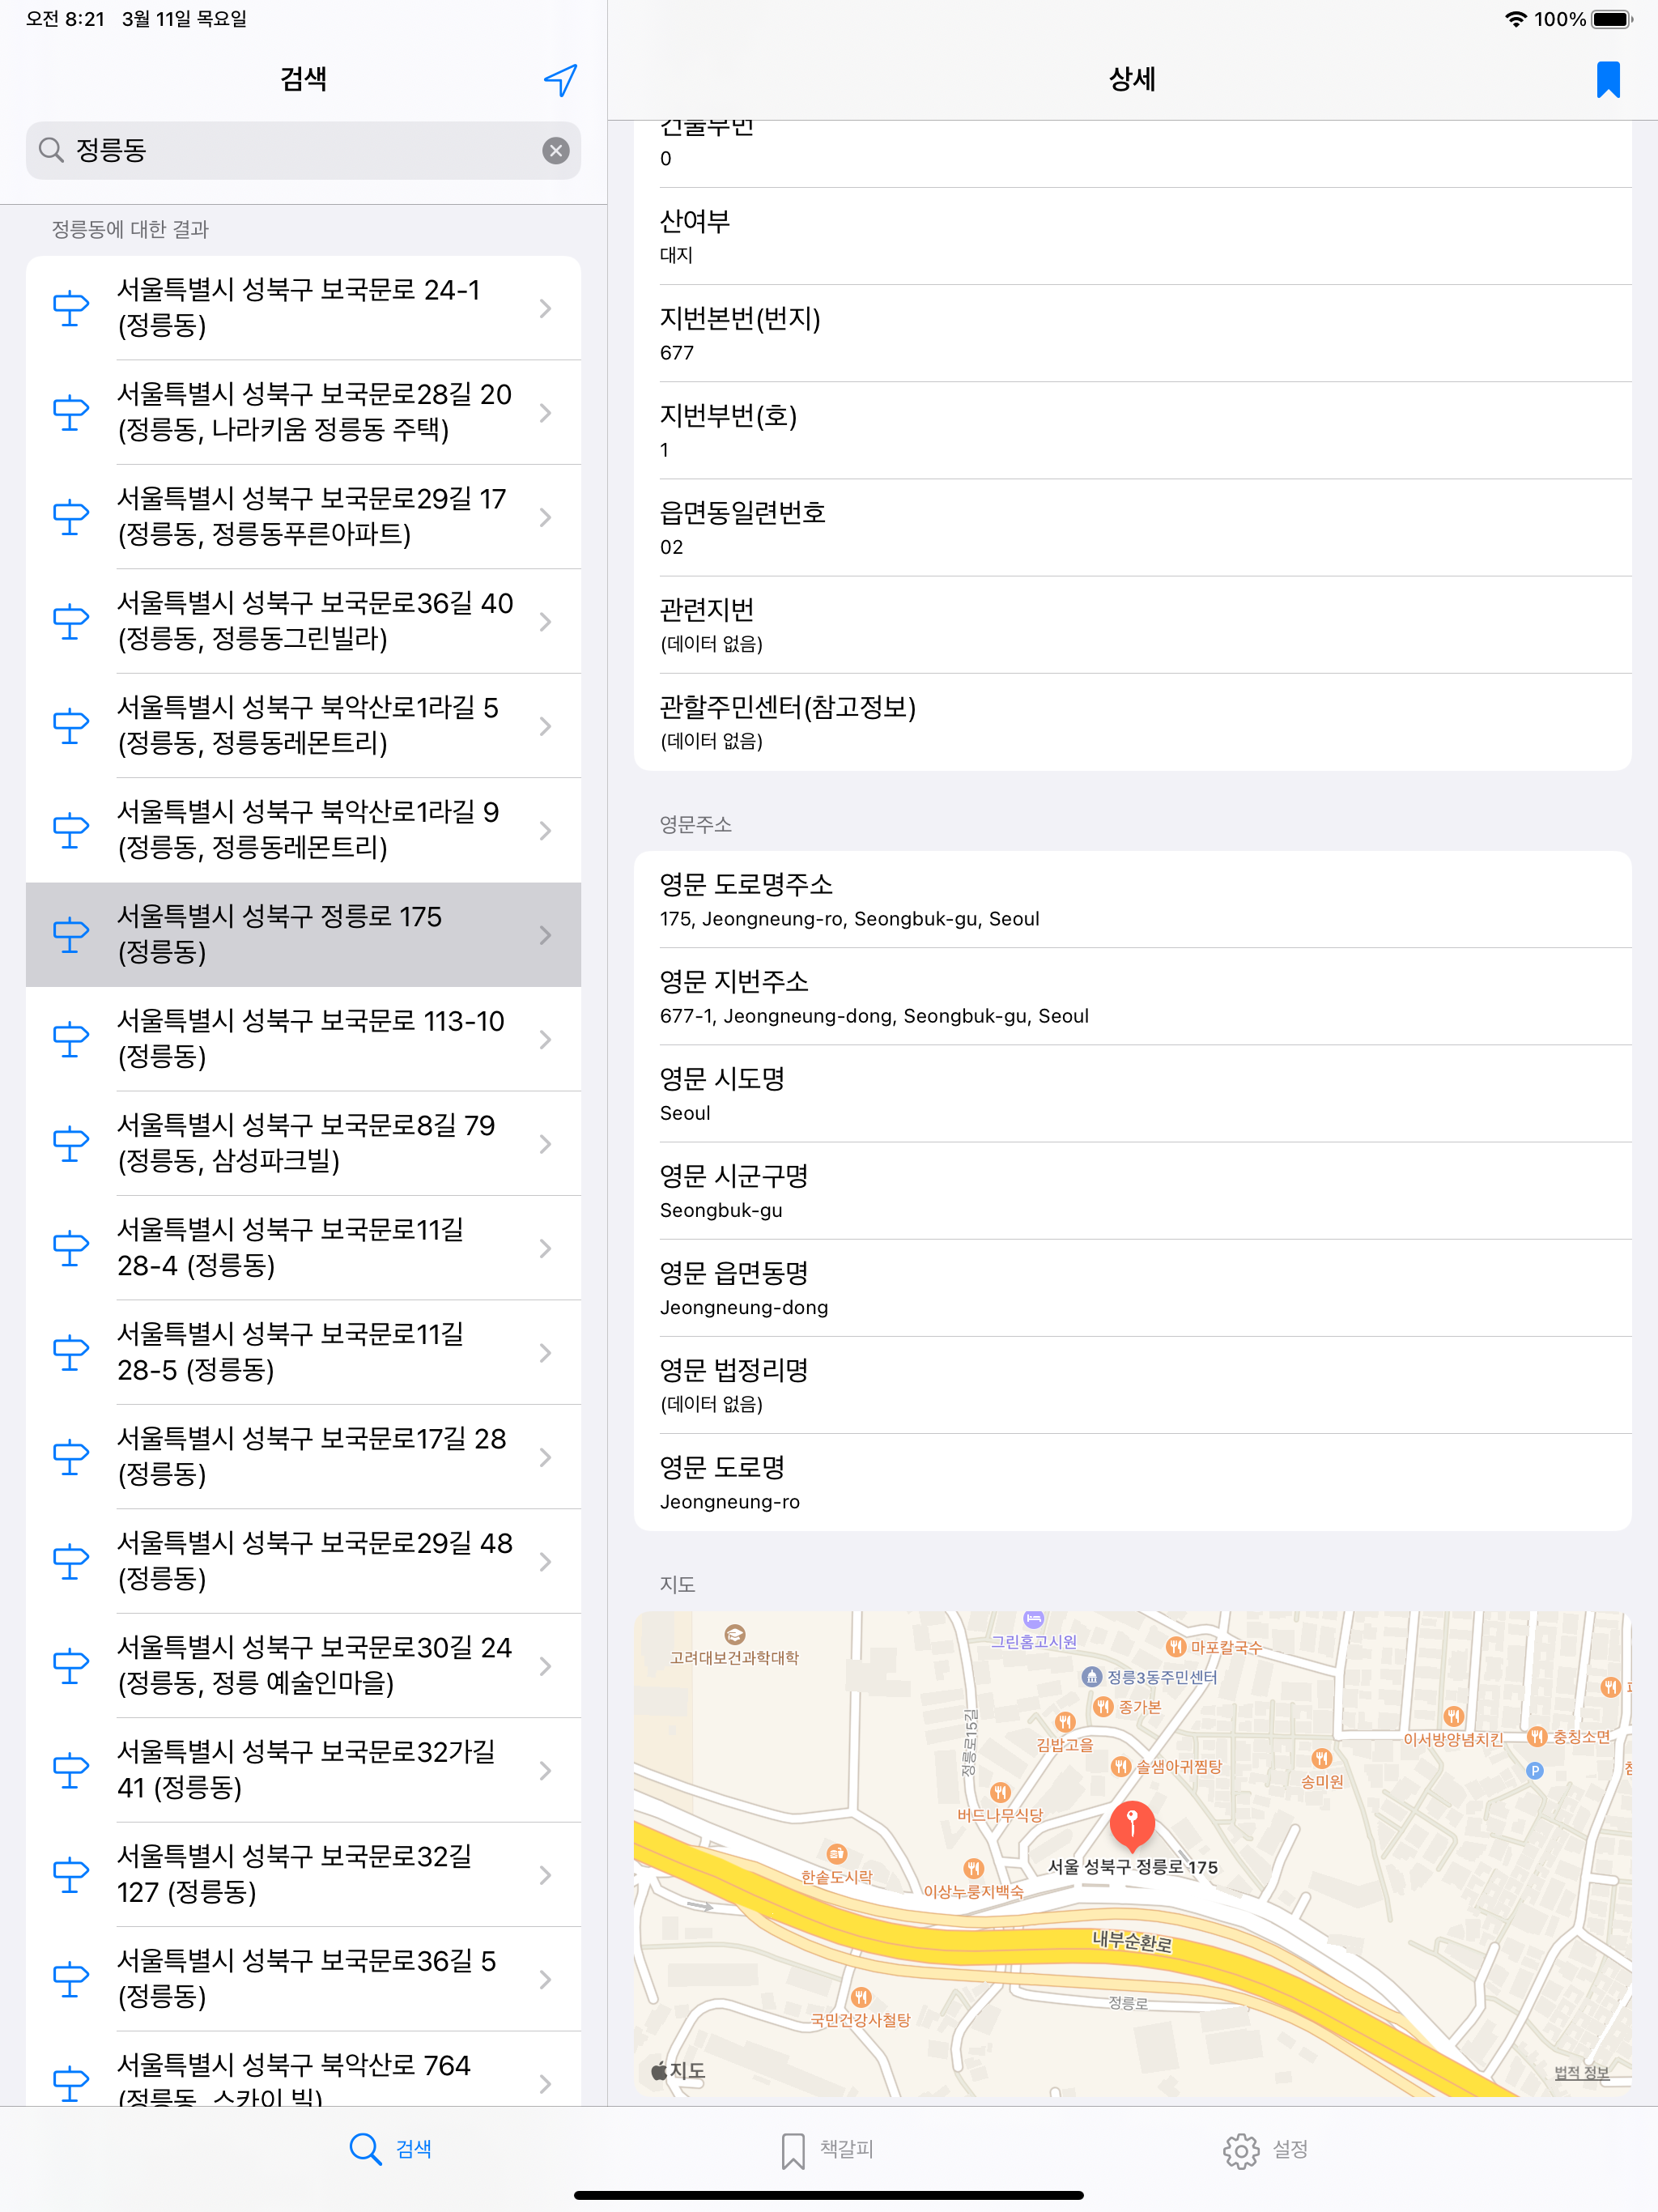 오전 8:21 3월 11일 목요일
100%
검색
정릉동
정릉동에 대한 결과
서울특별시 성북구 보국문로 24-1
(정릉동)
서울특별시 성북구 보국문로28길 20
(정릉동, 나라키움 정릉동 주택)
서울특별시 성북구 보국문로29길 17
(정릉동, 정릉동푸른아파트)
서울특별시 성북구 보국문로36길 40
(정릉동, 정릉동그린빌라)
서울특별시 성북구 북악산로1라길 5
(정릉동, 정릉동레몬트리)
서울특별시 성북구 북악산로1라길 9
(정릉동, 정릉동레몬트리)
서울특별시 성북구 정릉로 175
(정릉동)
서울특별시 성북구 보국문로 113-10
(정릉동)
서울특별시 성북구 보국문로8길 79
(정릉동, 삼성파크빌)
서울특별시 성북구 보국문로11길
28-4 (정릉동)
서울특별시 성북구 보국문로11길
28-5 (정릉동)
서울특별시 성북구 보국문로17길 28
(정릉동)
서울특별시 성북구 보국문로29길 48
(정릉동)
서울특별시 성북구 보국문로30길 24
(정릉동, 정릉 예술인마을)
서울특별시 성북구 보국문로32가길
41 (정릉동)
서울특별시 성북구 보국문로32길
127 (정릉동)
서울특별시 성북구 보국문로36길 5
(정릉동)
서울특별시 성북구 북악산로 764
(정릉동, 스카이 빌)
상세
건물부번
0
산여부
대지
지번본번(번지)
677
지번부번(호)
1
읍면동일련번호
02
관련지번
(데이터 없음)
관할주민센터(참고정보)
(데이터 없음)
영문주소
영문 도로명주소
175, Jeongneung-ro, Seongbuk-gu, Seoul
영문 지번주소
677-1, Jeongneung-dong, Seongbuk-gu, Seoul
영문 시도명
Seoul
영문 시군구명
Seongbuk-gu
영문 읍면동명
Jeongneung-dong
영문 법정리명
(데이터 없음)
영문 도로명
Jeongneung-ro
지도
그린홈고시원
고려대보건과학대학
마포칼국수
정릉3동주민센터
종가본
정릉로15길
김밥고을
이서방양념치킨
충칭소면
솔샘아귀찜탕
P
송미원
버드나무식당
서울 성북구 정릉로 175
한솥도시락
이상누룽지백숙
내부순환로
정릉로
국민건강사철탕
지도
법적 정보
검색
책갈피
설정